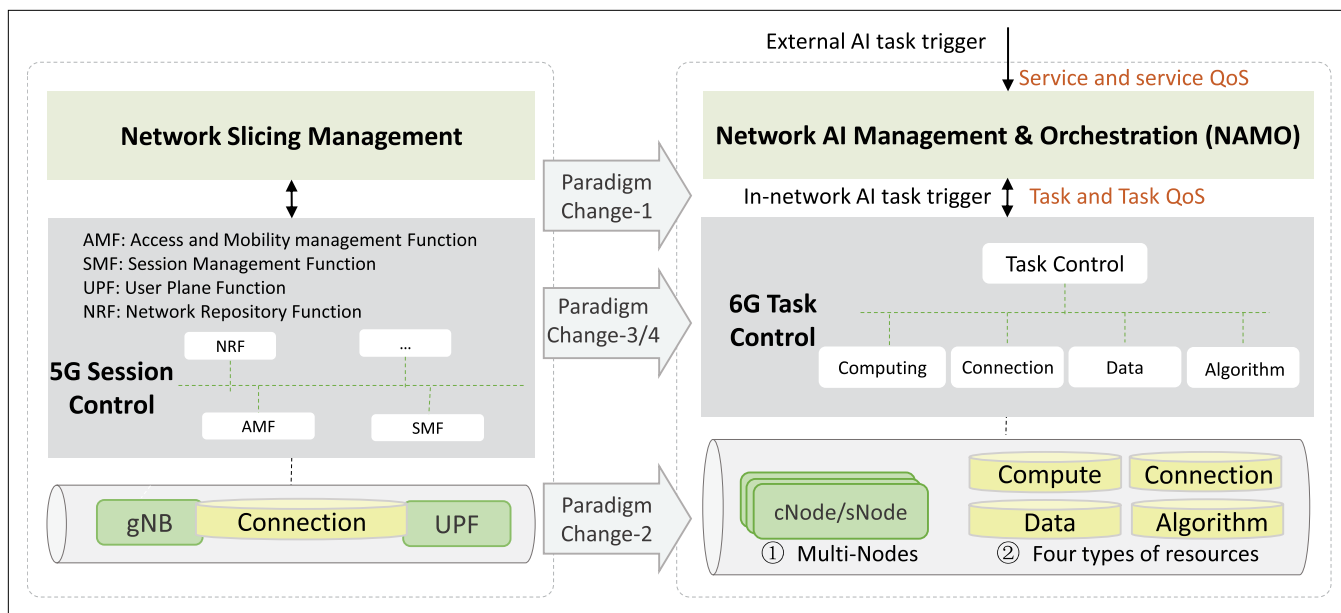 External AI task trigger
Service and service QoS
Network Slicing Management
Network AI Management & Orchestration (NAMO)
Paradigm
Change-1
In-network AI task trigger
Task and Task QoS
AMF: Access and Mobility management Function
SMF: Session Management Function
UPF: User Plane Function
NRF: Network Repository Function
NRF
...
5G Session
Control
AMF
SMF
Paradigm
Change-3/4
Task Control
6G Task
Control
Computing
Connection
Data
Algorithm
gNB
Connection
UPF
Paradigm
Change-2
cNode/sNode
① Multi-Nodes
Compute
Connection
Data
Algorithm
② Four types of resources